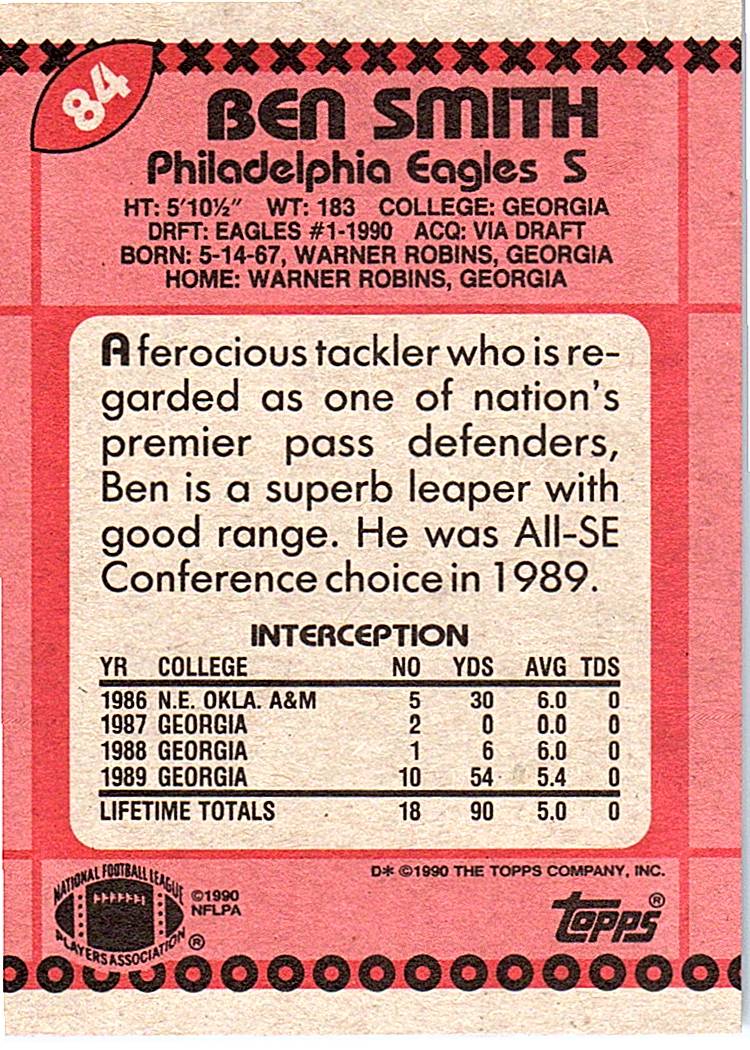 84
BEN SMITH
Philadelphia Eagles S
HT: 5'10½" WT: 183 COLLEGE: GEORGIA
DRFT: EAGLES #1-1990 ACQ: VIA DRAFT
BORN: 5-14-67, WARNER ROBINS, GEORGIA
HOME: WARNER ROBINS, GEORGIA
A ferocious tackler who is re-
garded as one of nation's
premier pass defenders,
Ben is a superb leaper with
good range. He was All-SE
Conference choice in 1989.
INTERCEPTION
YR COLLEGE NO YDS AVG TDS
1986 N.E. OKLA. A&M 5 30 6.0 0
1987 GEORGIA 2 0 0.0 0
1988 GEORGIA 1 6 6.0 0
1989 GEORGIA 10 54 5.4 0
LIFETIME TOTALS 18 90 5.0 0
D* ©1990 THE TOPPS COMPANY, INC.
NATIONAL FOOTBALL LEAGUE
PLAYERS ASSOCIATION ®
©1990
NFLPA
topps®